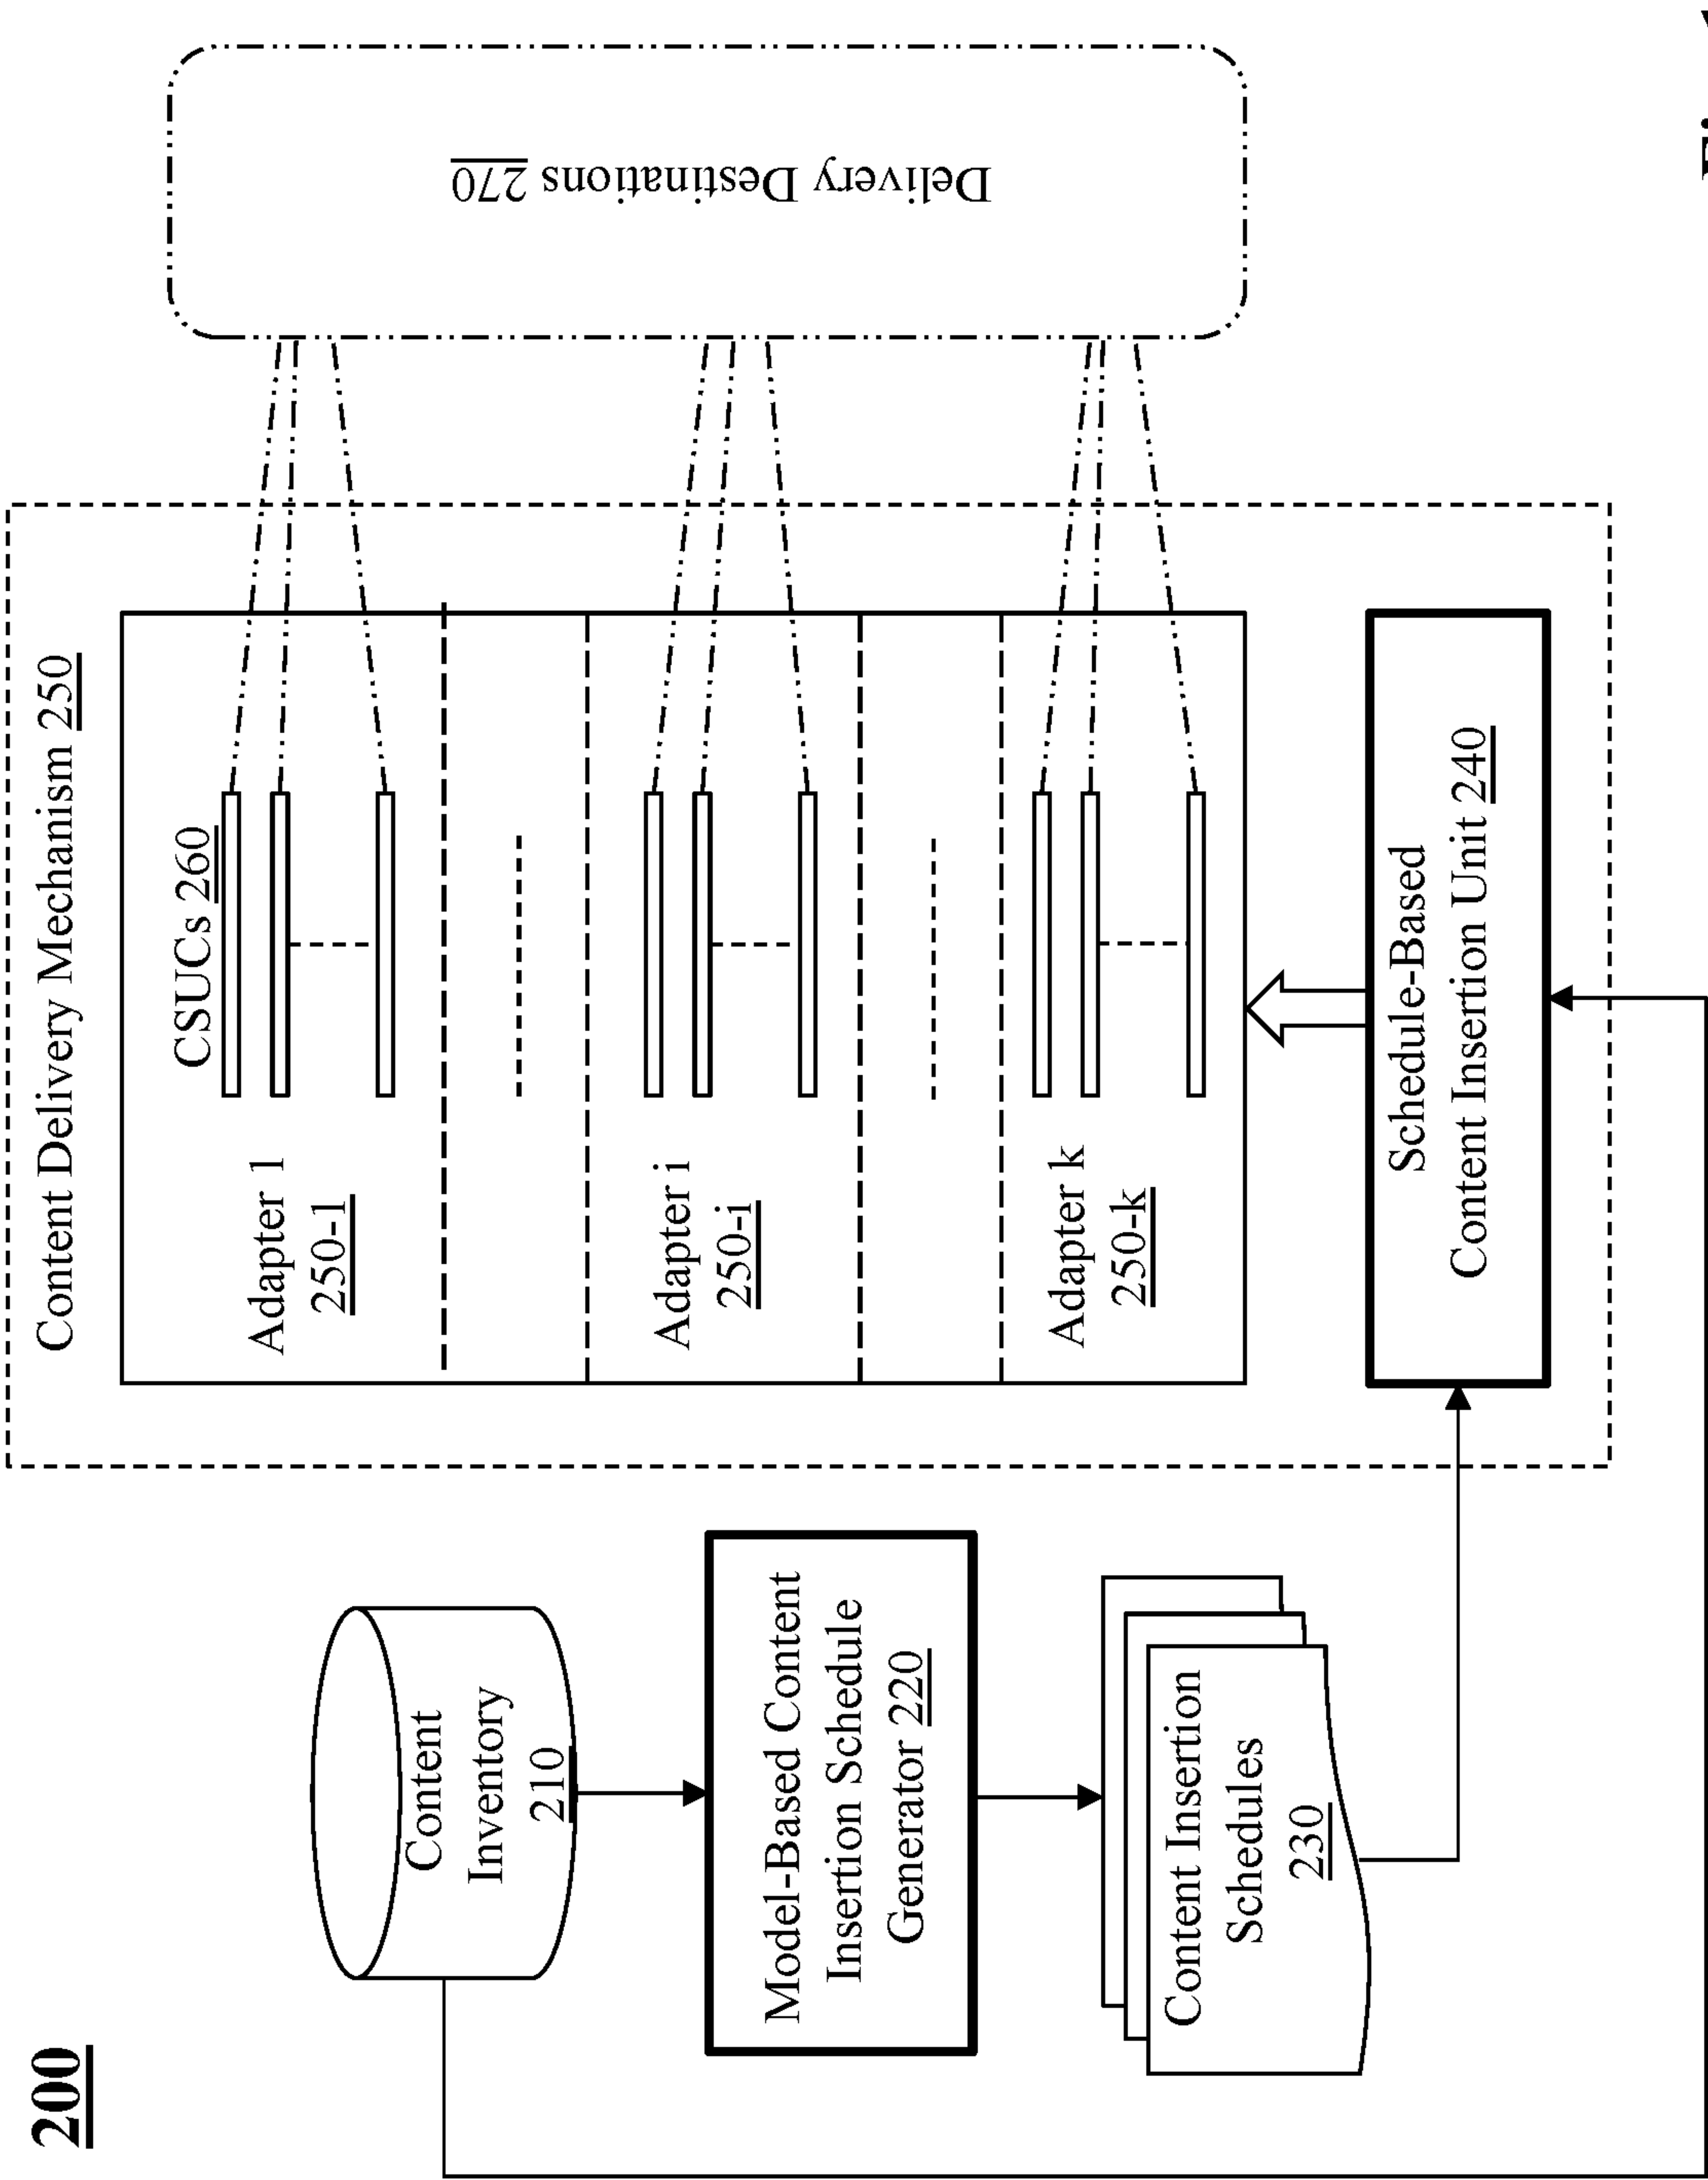 200
Content Delivery Mechanism 250
Content
Inventory
210
Model-Based Content
Insertion Schedule
Generator 220
Content Insertion
Schedules
230
Adapter 1
250-1
CSUCs 260
Adapter i
250-i
Adapter k
250-k
Schedule-Based
Content Insertion Unit 240
Delivery Destinations 270